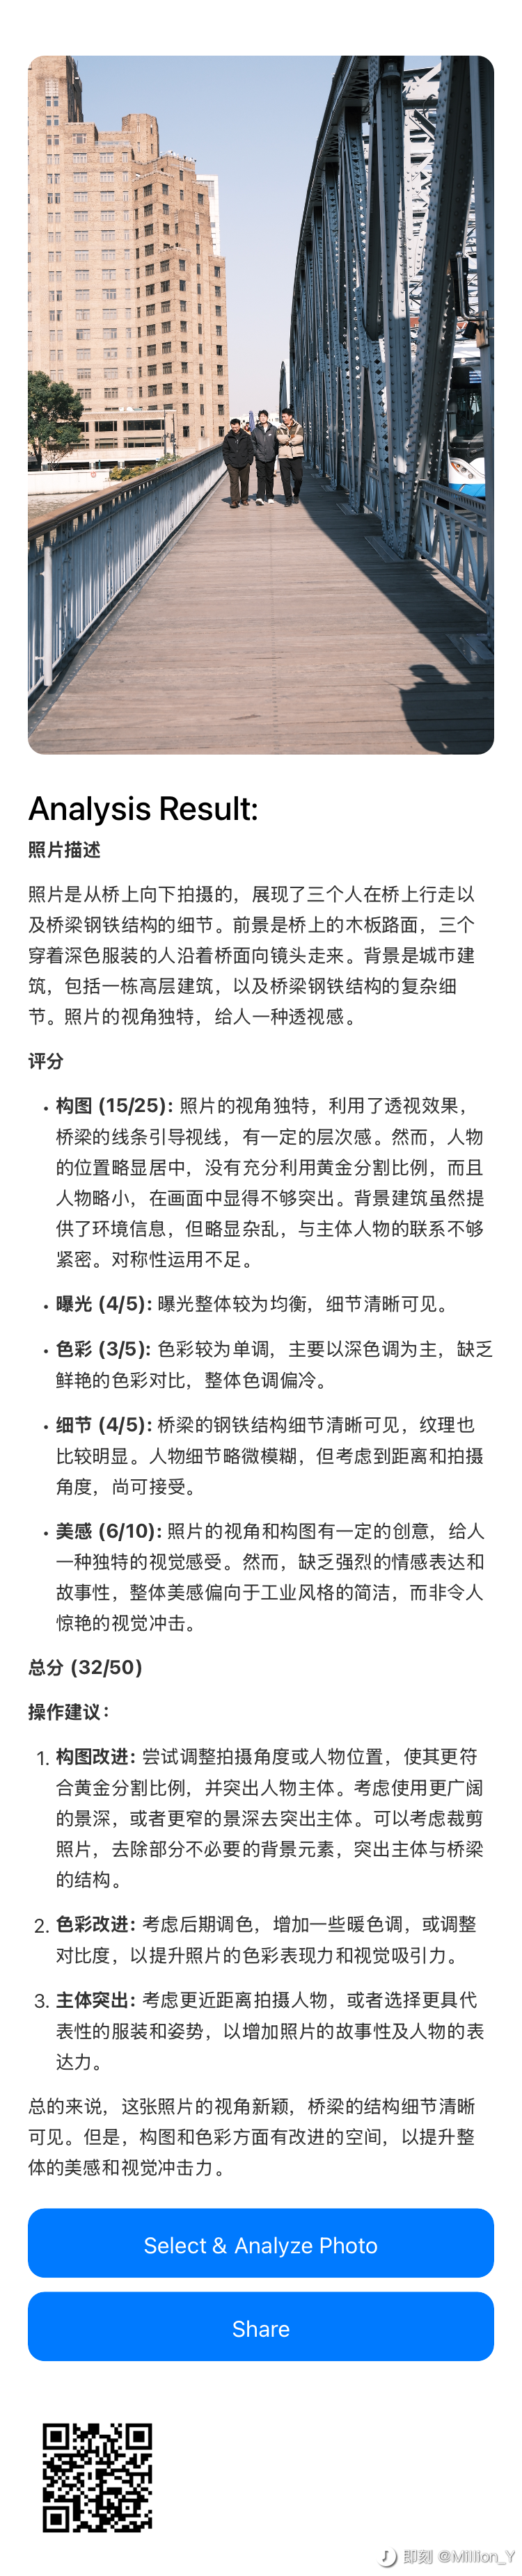 Analysis Result:
照片描述
照片是从桥上向下拍摄的，展现了三个人在桥上行走以
及桥梁钢铁结构的细节。前景是桥上的木板路面，三个
穿着深色服装的人沿着桥面向镜头走来。背景是城市建
筑，包括一栋高层建筑，以及桥梁钢铁结构的复杂细
节。照片的视角独特，给人一种透视感。
评分
• 构图 (15/25): 照片的视角独特，利用了透视效果，
桥梁的线条引导视线，有一定的层次感。然而，人物
的位置略显居中，没有充分利用黄金分割比例，而且
人物略小，在画面中显得不够突出。背景建筑虽然提
供了环境信息，但略显杂乱，与主体人物的联系不够
紧密。对称性运用不足。
• 曝光 (4/5): 曝光整体较为均衡，细节清晰可见。
• 色彩 (3/5): 色彩较为单调，主要以深色调为主，缺乏
鲜艳的色彩对比，整体色调偏冷。
• 细节 (4/5): 桥梁的钢铁结构细节清晰可见，纹理也
比较明显。人物细节略微模糊，但考虑到距离和拍摄
角度，尚可接受。
• 美感 (6/10): 照片的视角和构图有一定的创意，给人
一种独特的视觉感受。然而，缺乏强烈的情感表达和
故事性，整体美感偏向于工业风格的简洁，而非令人
惊艳的视觉冲击。
总分 (32/50)
操作建议：
1. 构图改进: 尝试调整拍摄角度或人物位置，使其更符
合黄金分割比例，并突出人物主体。考虑使用更广阔
的景深，或者更窄的景深去突出主体。可以考虑裁剪
照片，去除部分不必要的背景元素，突出主体与桥梁
的结构。
2. 色彩改进: 考虑后期调色，增加一些暖色调，或调整
对比度，以提升照片的色彩表现力和视觉吸引力。
3. 主体突出: 考虑更近距离拍摄人物，或者选择更具代
表性的服装和姿势，以增加照片的故事性及人物的表
达力。
总的来说，这张照片的视角新颖，桥梁的结构细节清晰
可见。但是，构图和色彩方面有改进的空间，以提升整
体的美感和视觉冲击力。
Select & Analyze Photo
Share
即刻 @Million_Y